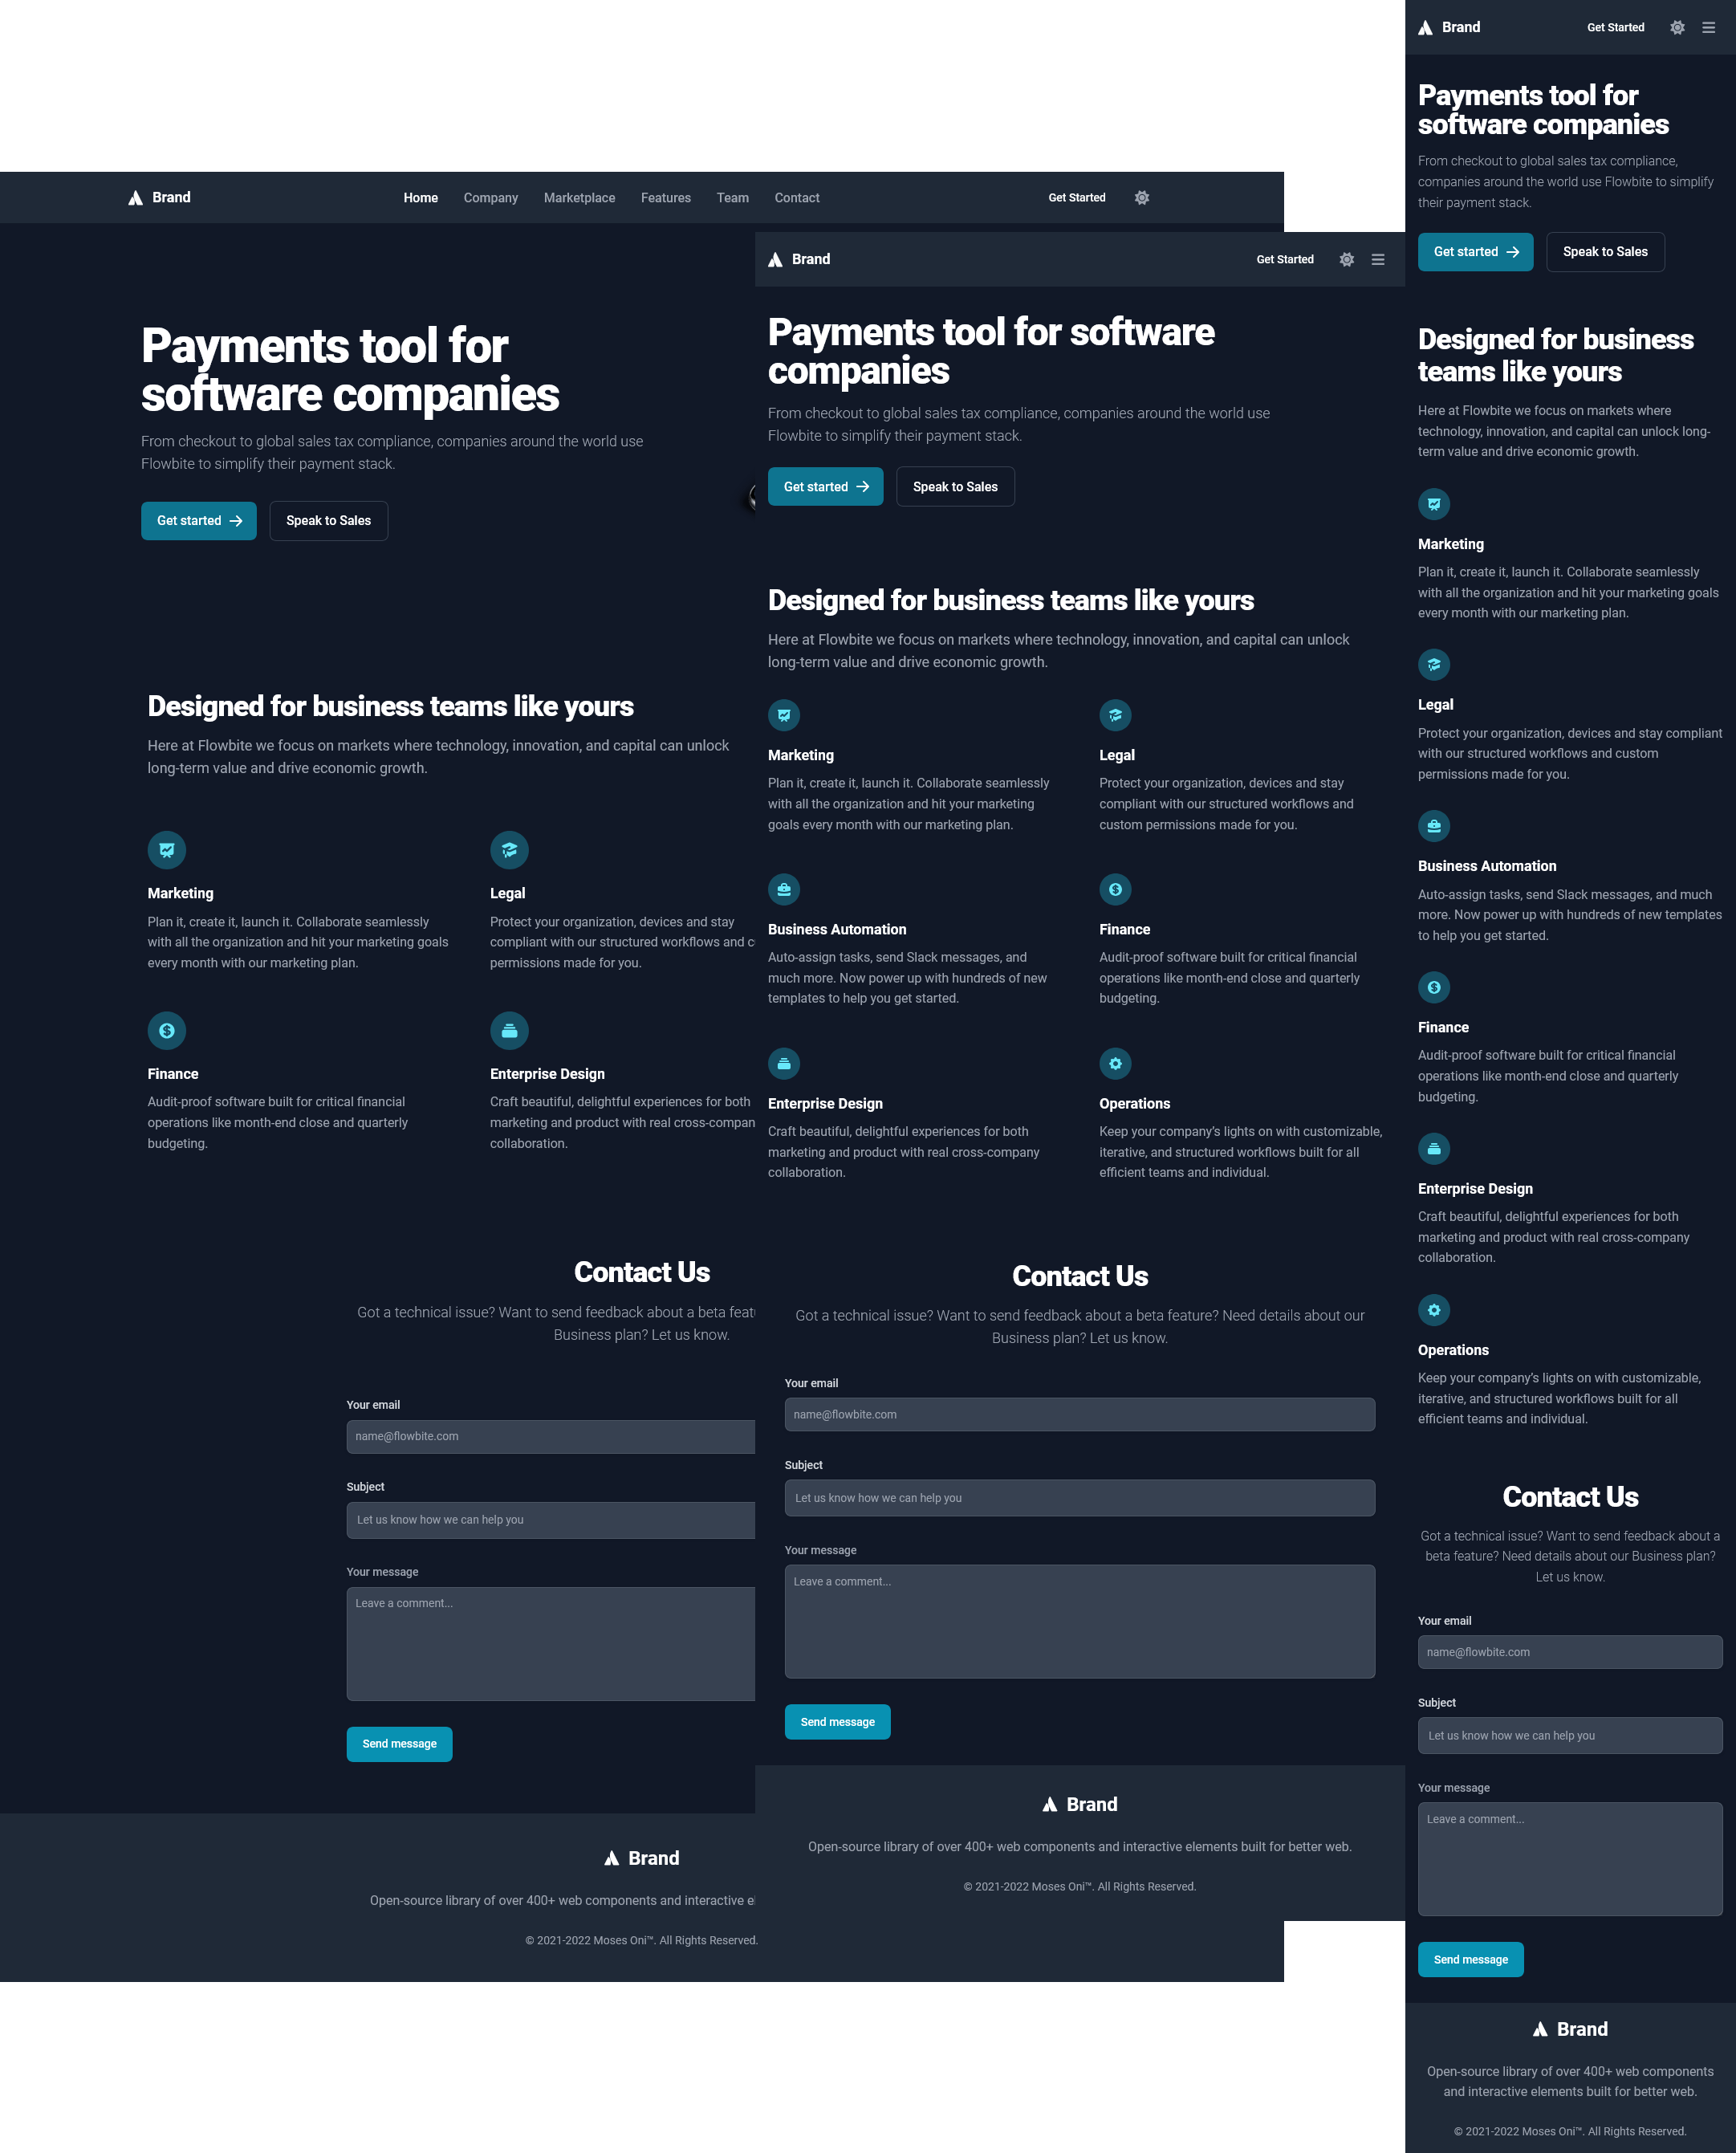 Brand
Home Company Marketplace Features Team Contact
Get Started
Payments tool for
software companies
From checkout to global sales tax compliance, companies around the world use
Flowbite to simplify their payment stack.
Get started
Speak to Sales
Designed for business teams like yours
Here at Flowbite we focus on markets where technology, innovation, and capital can unlock
long-term value and drive economic growth.
Marketing
Plan it, create it, launch it. Collaborate seamlessly
with all the organization and hit your marketing goals
every month with our marketing plan.
Legal
Protect your organization, devices and stay
compliant with our structured workflows and c
permissions made for you.
Finance
Audit-proof software built for critical financial
operations like month-end close and quarterly
budgeting.
Enterprise Design
Craft beautiful, delightful experiences for both
marketing and product with real cross-compan
collaboration.
Contact Us
Got a technical issue? Want to send feedback about a beta featu
Business plan? Let us know.
Your email
name@flowbite.com
Subject
Let us know how we can help you
Your message
Leave a comment...
Send message
Brand
Open-source library of over 400+ web components and interactive el
© 2021-2022 Moses Oni™. All Rights Reserved.
Brand
Get Started
Payments tool for software
companies
From checkout to global sales tax compliance, companies around the world use
Flowbite to simplify their payment stack.
Get started
Speak to Sales
Designed for business teams like yours
Here at Flowbite we focus on markets where technology, innovation, and capital can unlock
long-term value and drive economic growth.
Marketing
Plan it, create it, launch it. Collaborate seamlessly
with all the organization and hit your marketing
goals every month with our marketing plan.
Legal
Protect your organization, devices and stay
compliant with our structured workflows and
custom permissions made for you.
Business Automation
Auto-assign tasks, send Slack messages, and
much more. Now power up with hundreds of new
templates to help you get started.
Finance
Audit-proof software built for critical financial
operations like month-end close and quarterly
budgeting.
Enterprise Design
Craft beautiful, delightful experiences for both
marketing and product with real cross-company
collaboration.
Operations
Keep your company's lights on with customizable,
iterative, and structured workflows built for all
efficient teams and individual.
Contact Us
Got a technical issue? Want to send feedback about a beta feature? Need details about our
Business plan? Let us know.
Your email
name@flowbite.com
Subject
Let us know how we can help you
Your message
Leave a comment...
Send message
Brand
Open-source library of over 400+ web components and interactive elements built for better web.
© 2021-2022 Moses Oni™. All Rights Reserved.
Brand
Get Started
Payments tool for
software companies
From checkout to global sales tax compliance,
companies around the world use Flowbite to simplify
their payment stack.
Get started
Speak to Sales
Designed for business
teams like yours
Here at Flowbite we focus on markets where
technology, innovation, and capital can unlock long-
term value and drive economic growth.
Marketing
Plan it, create it, launch it. Collaborate seamlessly
with all the organization and hit your marketing goals
every month with our marketing plan.
Legal
Protect your organization, devices and stay compliant
with our structured workflows and custom
permissions made for you.
Business Automation
Auto-assign tasks, send Slack messages, and much
more. Now power up with hundreds of new templates
to help you get started.
Finance
Audit-proof software built for critical financial
operations like month-end close and quarterly
budgeting.
Enterprise Design
Craft beautiful, delightful experiences for both
marketing and product with real cross-company
collaboration.
Operations
Keep your company's lights on with customizable,
iterative, and structured workflows built for all
efficient teams and individual.
Contact Us
Got a technical issue? Want to send feedback about a
beta feature? Need details about our Business plan?
Let us know.
Your email
name@flowbite.com
Subject
Let us know how we can help you
Your message
Leave a comment...
Send message
Brand
Open-source library of over 400+ web components
and interactive elements built for better web.
© 2021-2022 Moses Oni™. All Rights Reserved.